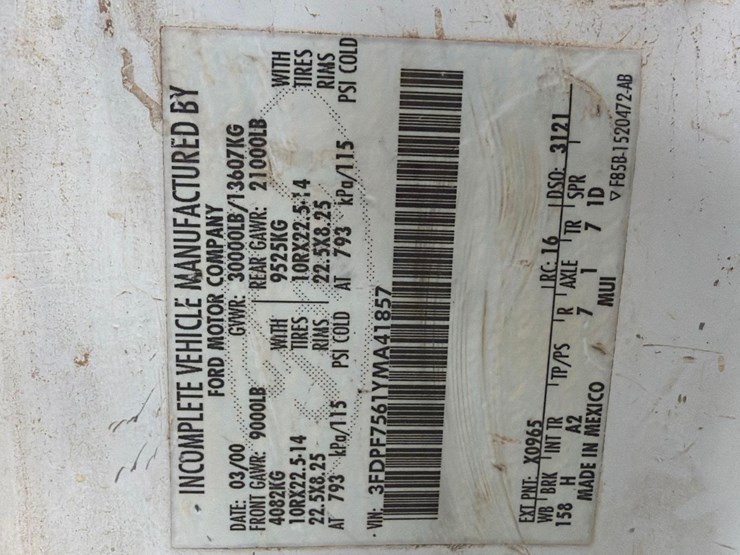 INCOMPLETE VEHICLE MANUFACTURED BY
FORD MOTOR COMPANY
DATE: 03/00 GVWR: 30000LB/13607KG
FRONT GAWR: 9000LB REAR GAWR: 21000LB
4082KG WITH 9525KG WITH
10RX22.5-14 TIRES 10RX22.5-14 TIRES
22.5X8.25 RIMS 22.5X8.25 RIMS
AT 793 kPa/115 PSI COLD AT 793 kPa/115 PSI COLD
VIN: 3FDPF7561YMA41857
EXT PNT: X0965 RC: 16 DSO: 3121
WB BRK INT TR TP/PS R AXLE TR SPR
158 H A2 7 1 7 1D
MADE IN MEXICO MUI
▽ F85B-1520472-AB